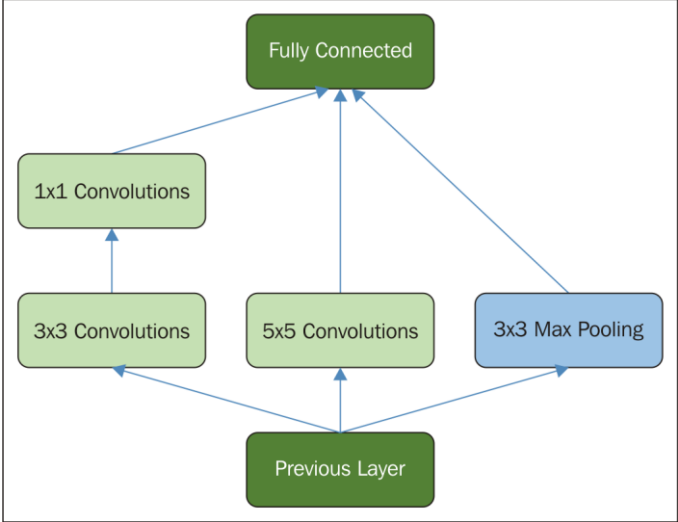 Fully Connected
1x1 Convolutions
3x3 Convolutions
5x5 Convolutions
3x3 Max Pooling
Previous Layer